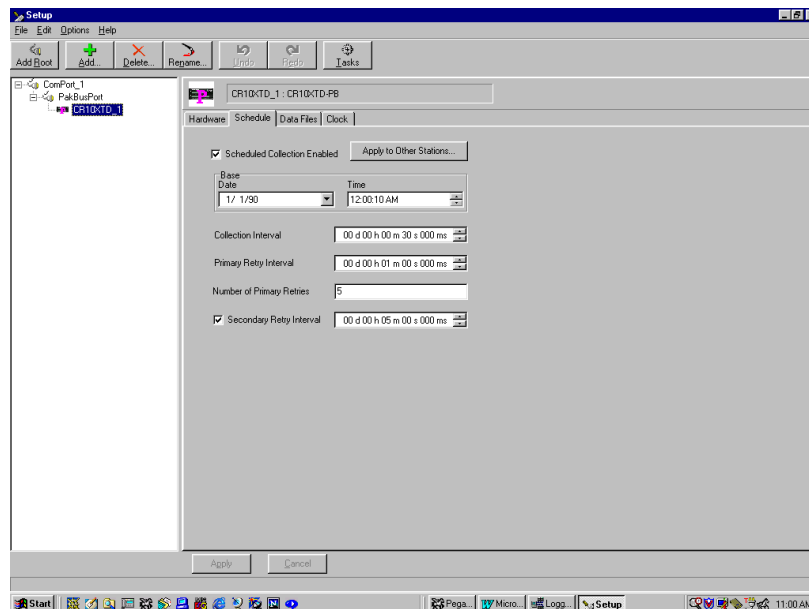 Setup
File Edit Options Help
Add Root Add... Delete... Rename... Undo Redo Tasks
ComPort_1
PakBusPort
CR10XTD_1
CR10XTD_1 : CR10XTD-PB
Hardware Schedule Data Files Clock
Scheduled Collection Enabled Apply to Other Stations...
Base
Date Time
1/ 1/90 12:00:10 AM
Collection Interval 00 d 00 h 00 m 30 s 000 ms
Primary Retry Interval 00 d 00 h 01 m 00 s 000 ms
Number of Primary Retries 5
Secondary Retry Interval 00 d 00 h 05 m 00 s 000 ms
Apply Cancel
Start Pega... Micro... Logg... Setup 11:00 AM